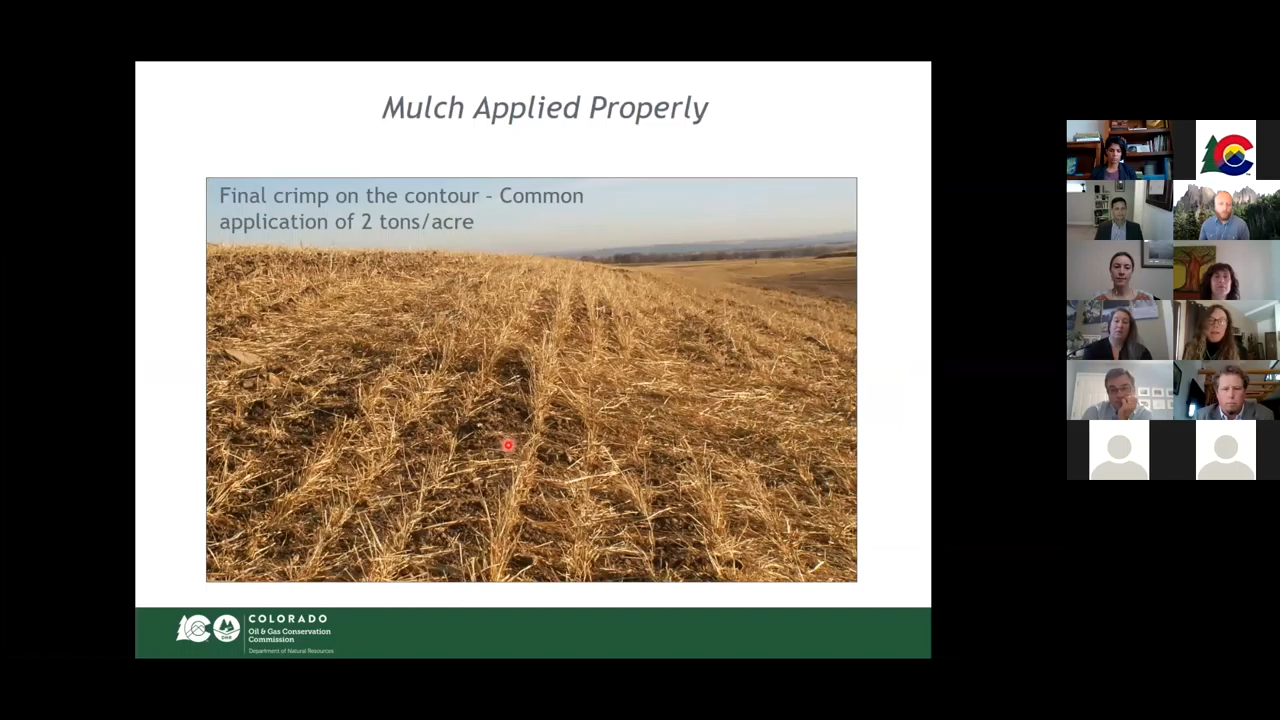 Mulch Applied Properly
Final crimp on the contour – Common
application of 2 tons/acre
COLORADO
Oil & Gas Conservation
Commission
DNR
Department of Natural Resources